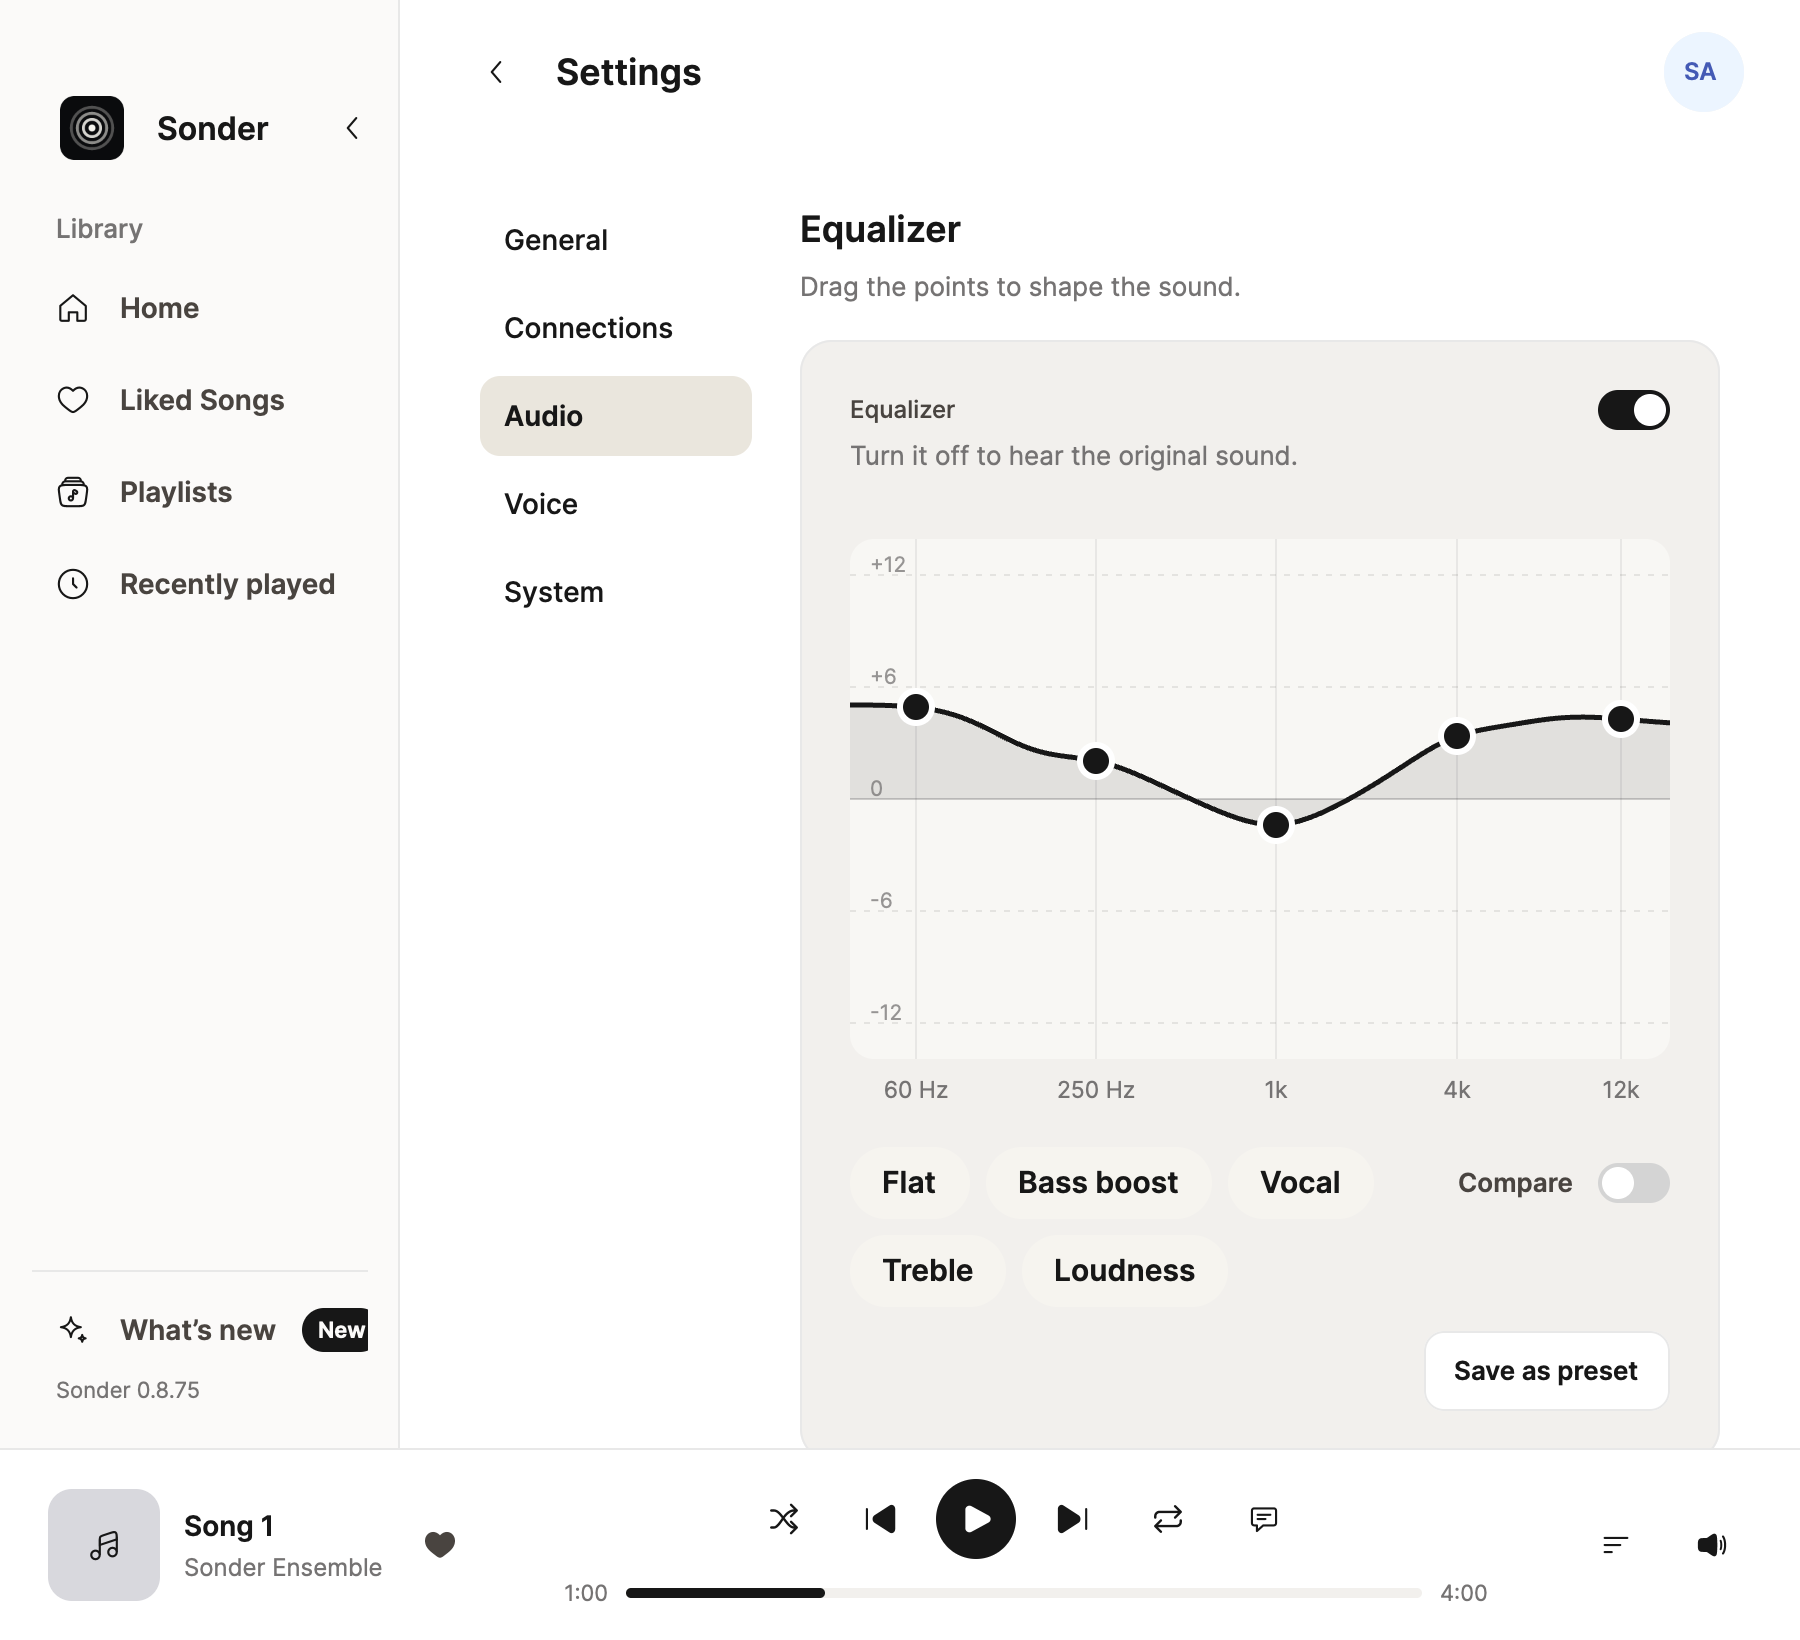 Sonder
Library
Home
Liked Songs
Playlists
Recently played
What’s new
New
Sonder 0.8.75
Settings
SA
General
Connections
Audio
Voice
System
Equalizer
Drag the points to shape the sound.
Equalizer
Turn it off to hear the original sound.
+12
+6
0
-6
-12
60 Hz 250 Hz 1k 4k 12k
Flat Bass boost Vocal Compare
Treble Loudness
Save as preset
Song 1
Sonder Ensemble
1:00 4:00